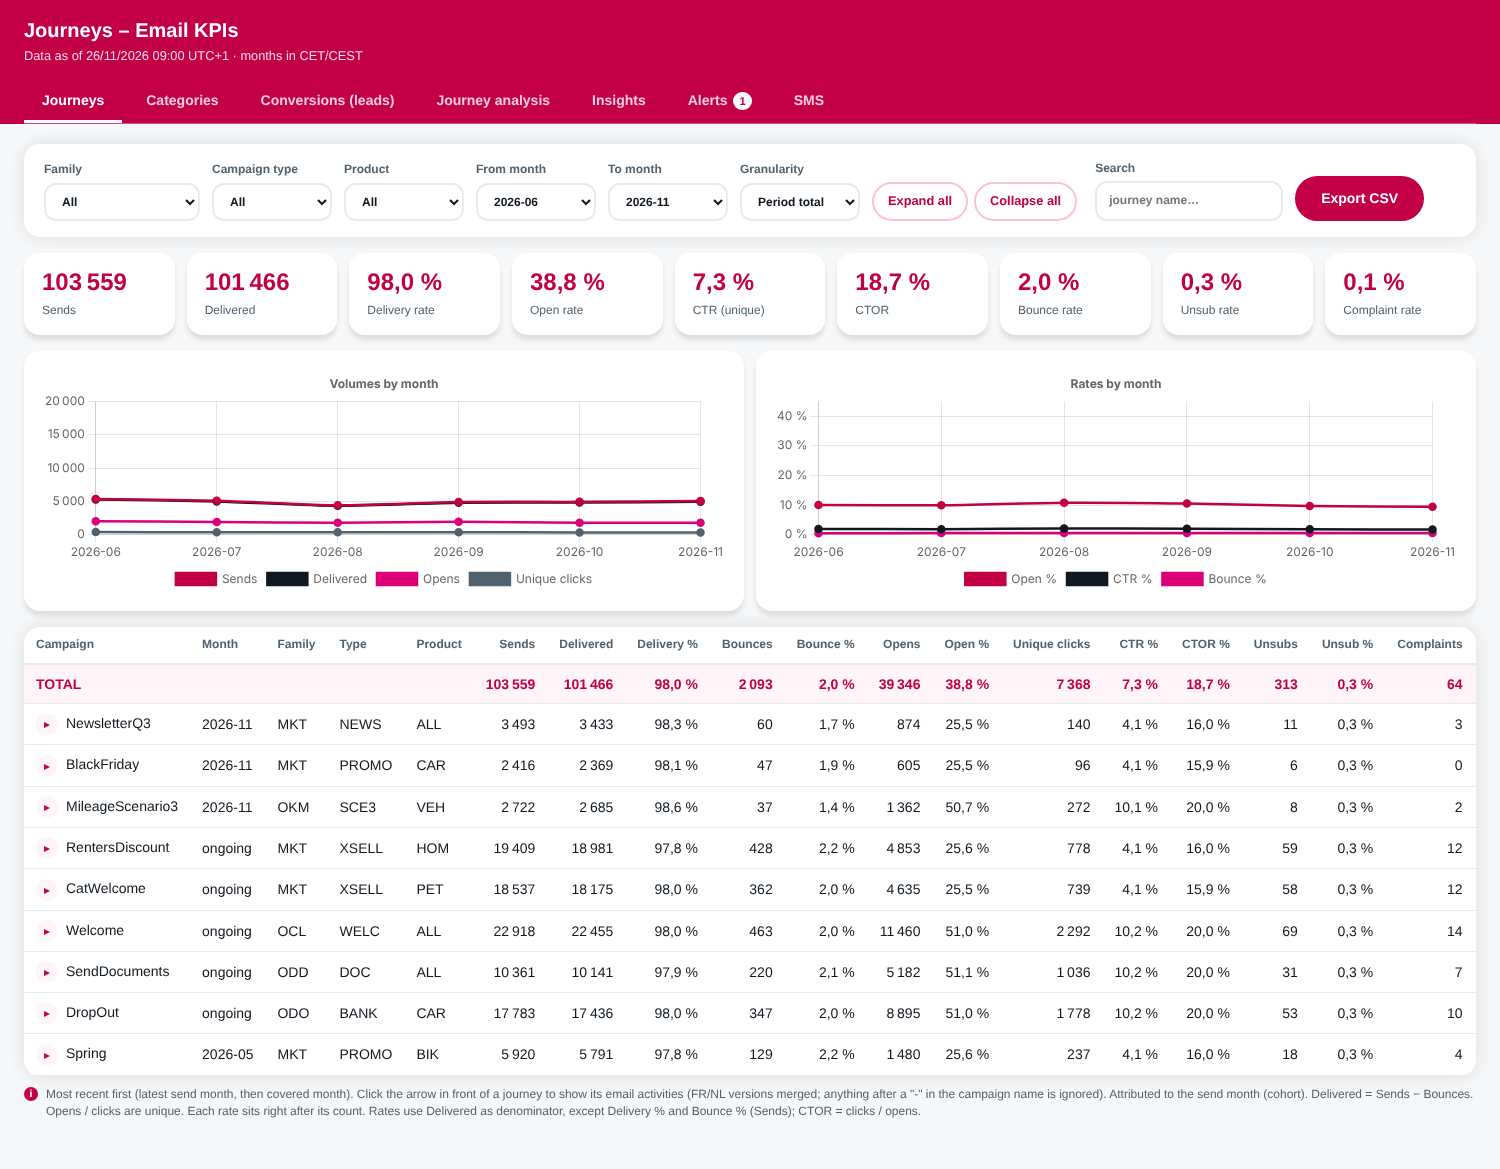 Journeys – Email KPIs
Data as of 26/11/2026 09:00 UTC+1 · months in CET/CEST
Journeys Categories Conversions (leads) Journey analysis Insights Alerts 1 SMS
Family Campaign type Product From month To month Granularity Search
All All All 2026-06 2026-11 Period total Expand all Collapse all journey name... Export CSV
103 559 101 466 98,0 % 38,8 % 7,3 % 18,7 % 2,0 % 0,3 % 0,1 %
Sends Delivered Delivery rate Open rate CTR (unique) CTOR Bounce rate Unsub rate Complaint rate
Volumes by month
20 000
15 000
10 000
5 000
0
2026-06 2026-07 2026-08 2026-09 2026-10 2026-11
Sends Delivered Opens Unique clicks
Rates by month
40 %
30 %
20 %
10 %
0 %
2026-06 2026-07 2026-08 2026-09 2026-10 2026-11
Open % CTR % Bounce %
Campaign Month Family Type Product Sends Delivered Delivery % Bounces Bounce % Opens Open % Unique clicks CTR % CTOR % Unsubs Unsub % Complaints
TOTAL 103 559 101 466 98,0 % 2 093 2,0 % 39 346 38,8 % 7 368 7,3 % 18,7 % 313 0,3 % 64
NewsletterQ3 2026-11 MKT NEWS ALL 3 493 3 433 98,3 % 60 1,7 % 874 25,5 % 140 4,1 % 16,0 % 11 0,3 % 3
BlackFriday 2026-11 MKT PROMO CAR 2 416 2 369 98,1 % 47 1,9 % 605 25,5 % 96 4,1 % 15,9 % 6 0,3 % 0
MileageScenario3 2026-11 OKM SCE3 VEH 2 722 2 685 98,6 % 37 1,4 % 1 362 50,7 % 272 10,1 % 20,0 % 8 0,3 % 2
RentersDiscount ongoing MKT XSELL HOM 19 409 18 981 97,8 % 428 2,2 % 4 853 25,6 % 778 4,1 % 16,0 % 59 0,3 % 12
CatWelcome ongoing MKT XSELL PET 18 537 18 175 98,0 % 362 2,0 % 4 635 25,5 % 739 4,1 % 15,9 % 58 0,3 % 12
Welcome ongoing OCL WELC ALL 22 918 22 455 98,0 % 463 2,0 % 11 460 51,0 % 2 292 10,2 % 20,0 % 69 0,3 % 14
SendDocuments ongoing ODD DOC ALL 10 361 10 141 97,9 % 220 2,1 % 5 182 51,1 % 1 036 10,2 % 20,0 % 31 0,3 % 7
DropOut ongoing ODO BANK CAR 17 783 17 436 98,0 % 347 2,0 % 8 895 51,0 % 1 778 10,2 % 20,0 % 53 0,3 % 10
Spring 2026-05 MKT PROMO BIK 5 920 5 791 97,8 % 129 2,2 % 1 480 25,6 % 237 4,1 % 16,0 % 18 0,3 % 4
i Most recent first (latest send month, then covered month). Click the arrow in front of a journey to show its email activities (FR/NL versions merged; anything after a "-" in the campaign name is ignored). Attributed to the send month (cohort). Delivered = Sends − Bounces.
Opens / clicks are unique. Each rate sits right after its count. Rates use Delivered as denominator, except Delivery % and Bounce % (Sends); CTOR = clicks / opens.